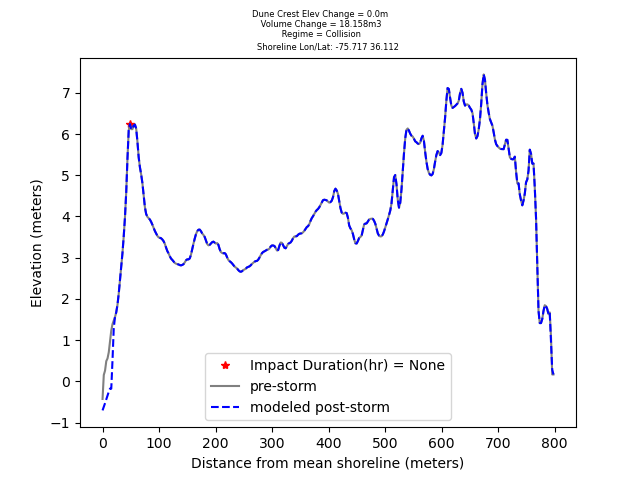 Dune Crest Elev Change = 0.0m
Volume Change = 18.158m3
Regime = Collision
Shoreline Lon/Lat: -75.717 36.112
7
6
5
4
3
2
1
0
−1
Elevation (meters)
Impact Duration(hr) = None
pre-storm
modeled post-storm
0 100 200 300 400 500 600 700 800
Distance from mean shoreline (meters)